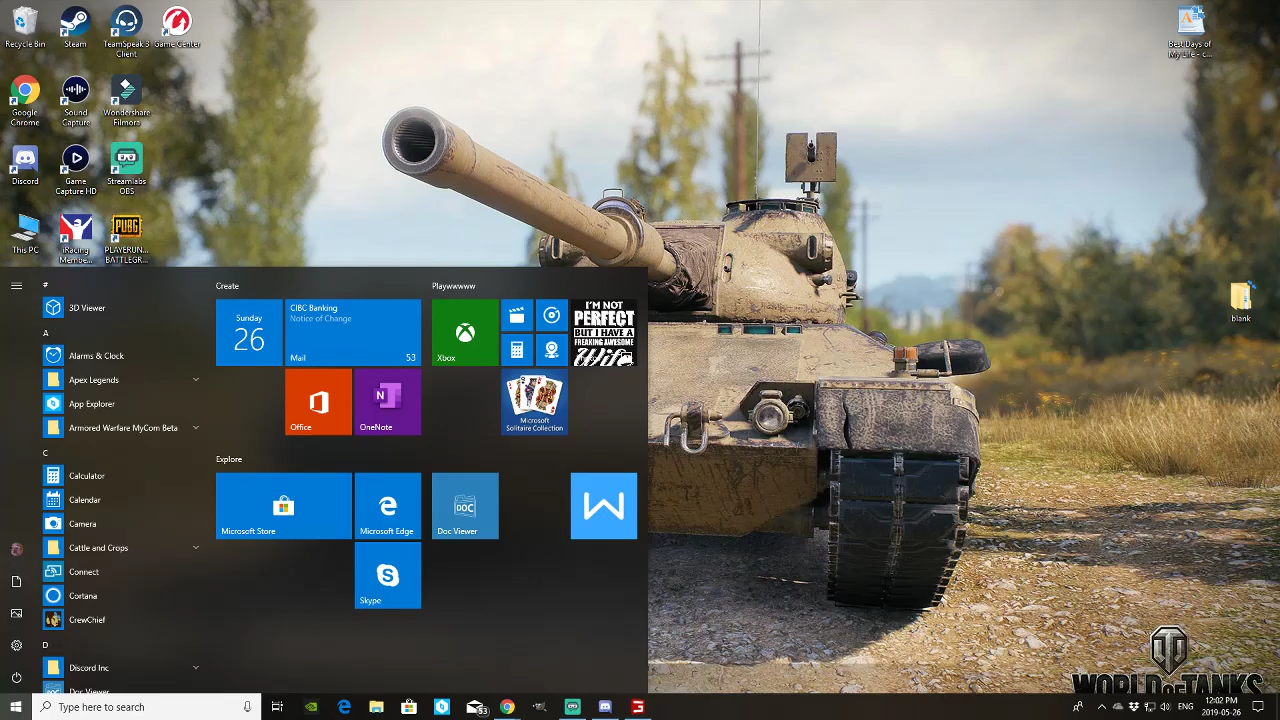 Recycle Bin
Steam
TeamSpeak 3
Client
Game Center
Google
Chrome
Sound
Capture
Wondershare
Filmora
Discord
Game
Capture HD
Streamlabs
OBS
This PC
iRacing
Membe...
PUBG
PLAYERUN...
BATTLEGR...
Best Days of
My Life - c...
blank
#
3D Viewer
A
Alarms & Clock
Apex Legends
App Explorer
Armored Warfare MyCom Beta
C
Calculator
Calendar
Camera
Cattle and Crops
Connect
Cortana
CrewChief
D
Discord Inc
Doc Viewer
Create
Sunday
26
CIBC Banking
Notice of Change
Mail
53
Office
OneNote
Explore
Microsoft Store
Microsoft Edge
Skype
Playwwwww
Xbox
I'M NOT
PERFECT
BUT I HAVE A
FREAKING AWESOME
Wife
Microsoft
Solitaire Collection
DOC
Doc Viewer
WORLD OF TANKS
Type here to search
53
ENG
12:02 PM
2019-05-26